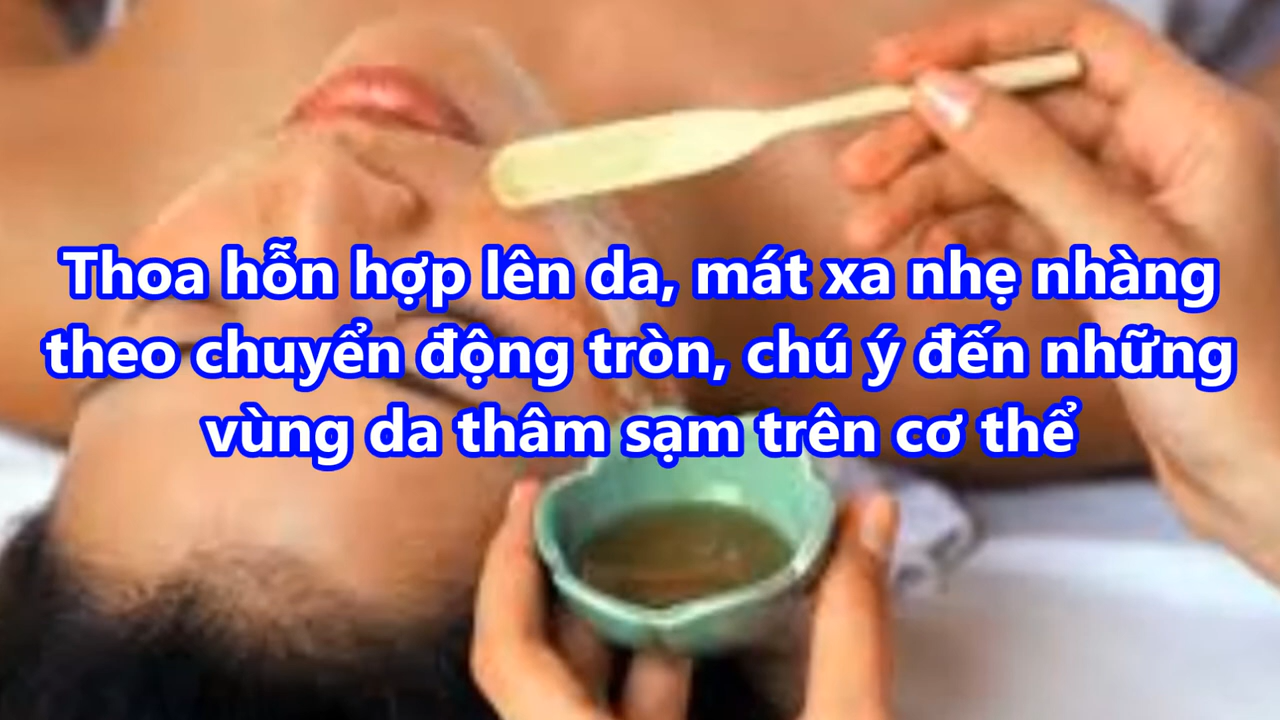 Thoa hỗn hợp lên da, mát xa nhẹ nhàng
theo chuyển động tròn, chú ý đến những
vùng da thâm sạm trên cơ thể